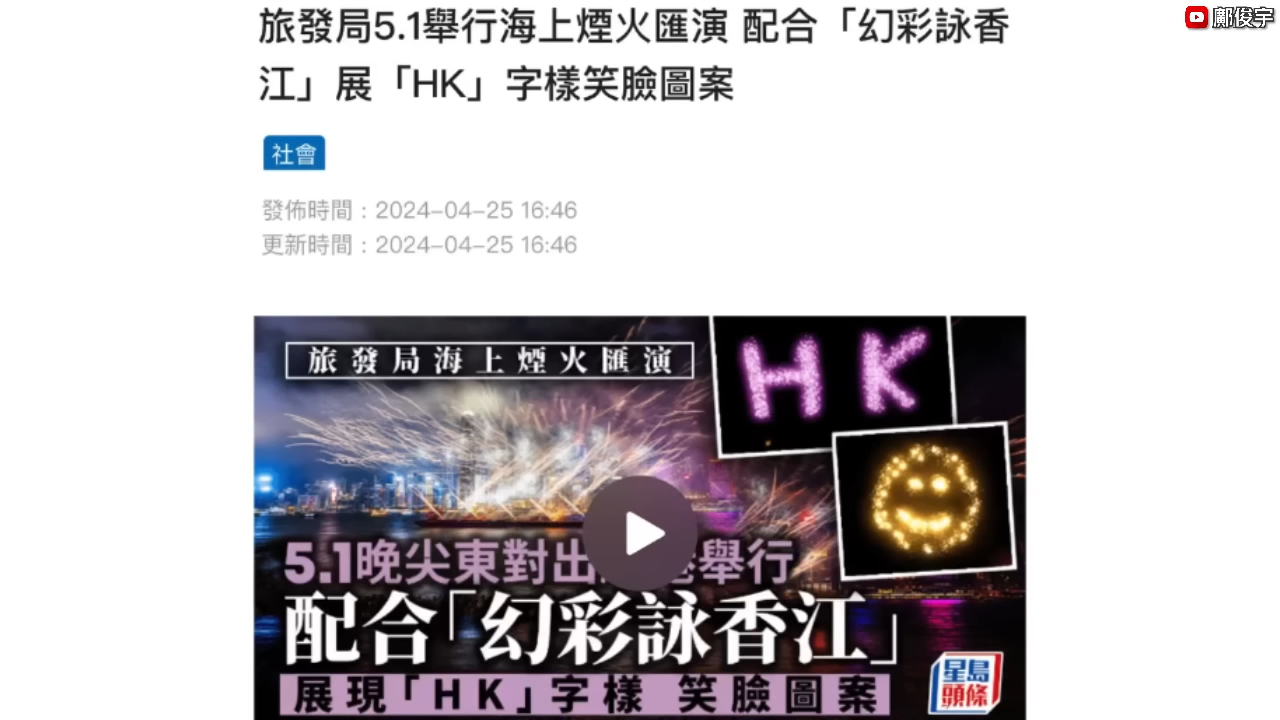 鄺俊宇
旅發局5.1舉行海上煙火匯演 配合「幻彩詠香
江」展「HK」字樣笑臉圖案
社會
發佈時間：2024-04-25 16:46
更新時間：2024-04-25 16:46
旅發局海上煙火匯演
HK
5.1晚尖東對出 舉行
配合「幻彩詠香江」
展現「HK」字樣 笑臉圖案
星島
頭條